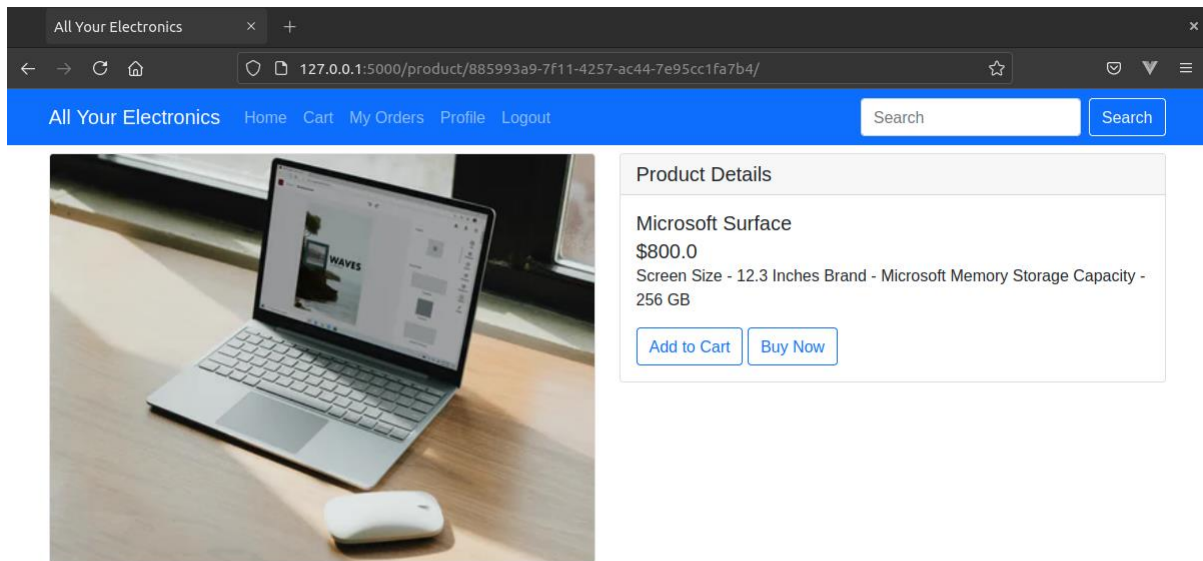 All Your Electronics
127.0.0.1:5000/product/885993a9-7f11-4257-ac44-7e95cc1fa7b4/
All Your Electronics Home Cart My Orders Profile Logout Search Search
WAVES
Product Details
Microsoft Surface
$800.0
Screen Size - 12.3 Inches Brand - Microsoft Memory Storage Capacity -
256 GB
Add to Cart Buy Now